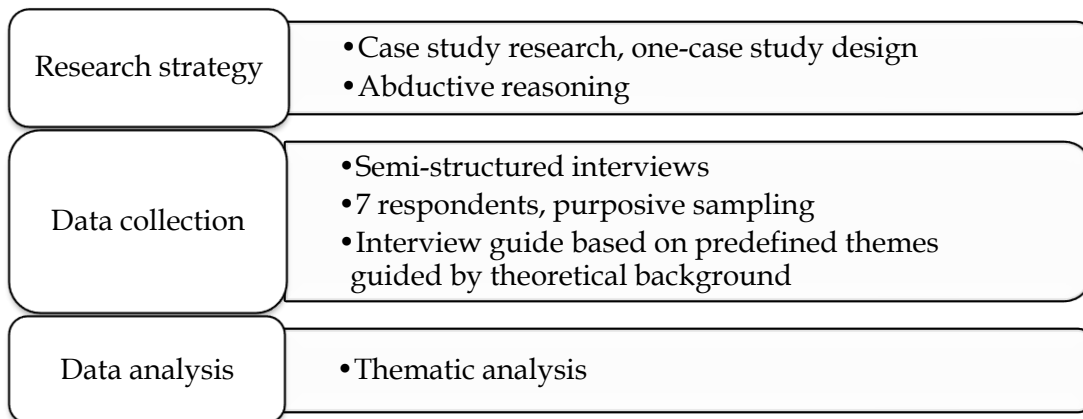 Research strategy
•Case study research, one-case study design
•Abductive reasoning
Data collection
•Semi-structured interviews
•7 respondents, purposive sampling
•Interview guide based on predefined themes
guided by theoretical background
Data analysis
•Thematic analysis